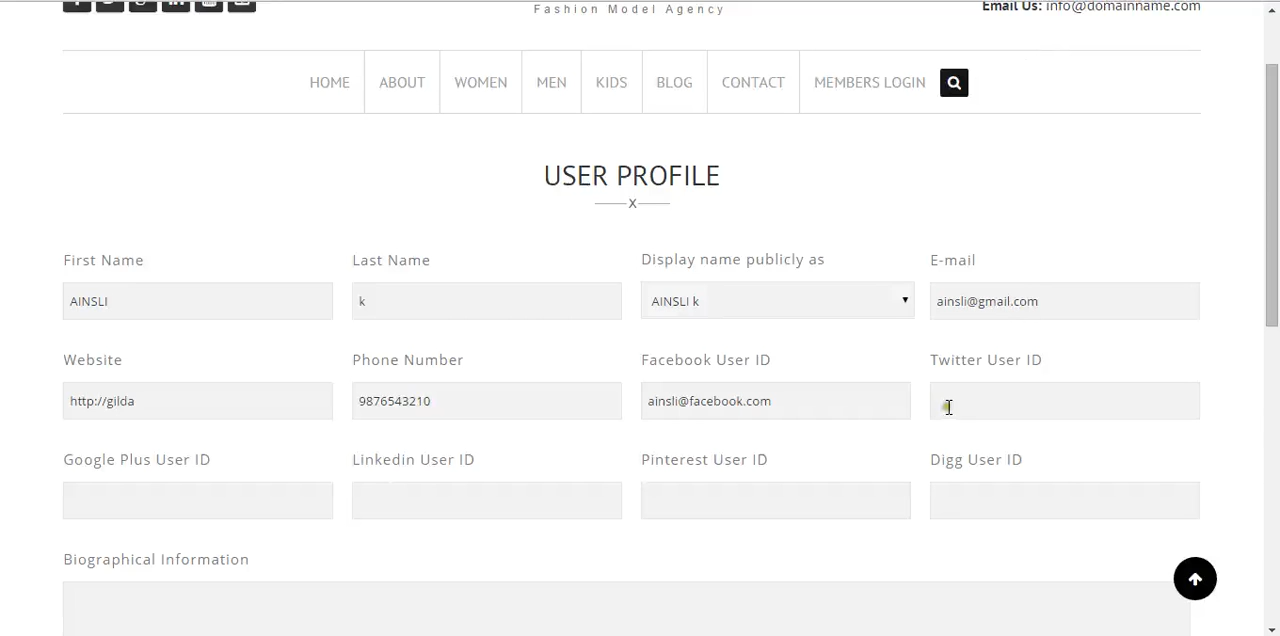 Fashion Model Agency
Email Us: info@domainname.com
HOME ABOUT WOMEN MEN KIDS BLOG CONTACT MEMBERS LOGIN
USER PROFILE
X
First Name Last Name Display name publicly as E-mail
AINSLI k AINSLI k ainsli@gmail.com
Website Phone Number Facebook User ID Twitter User ID
http://gilda 9876543210 ainsli@facebook.com
Google Plus User ID Linkedin User ID Pinterest User ID Digg User ID
Biographical Information